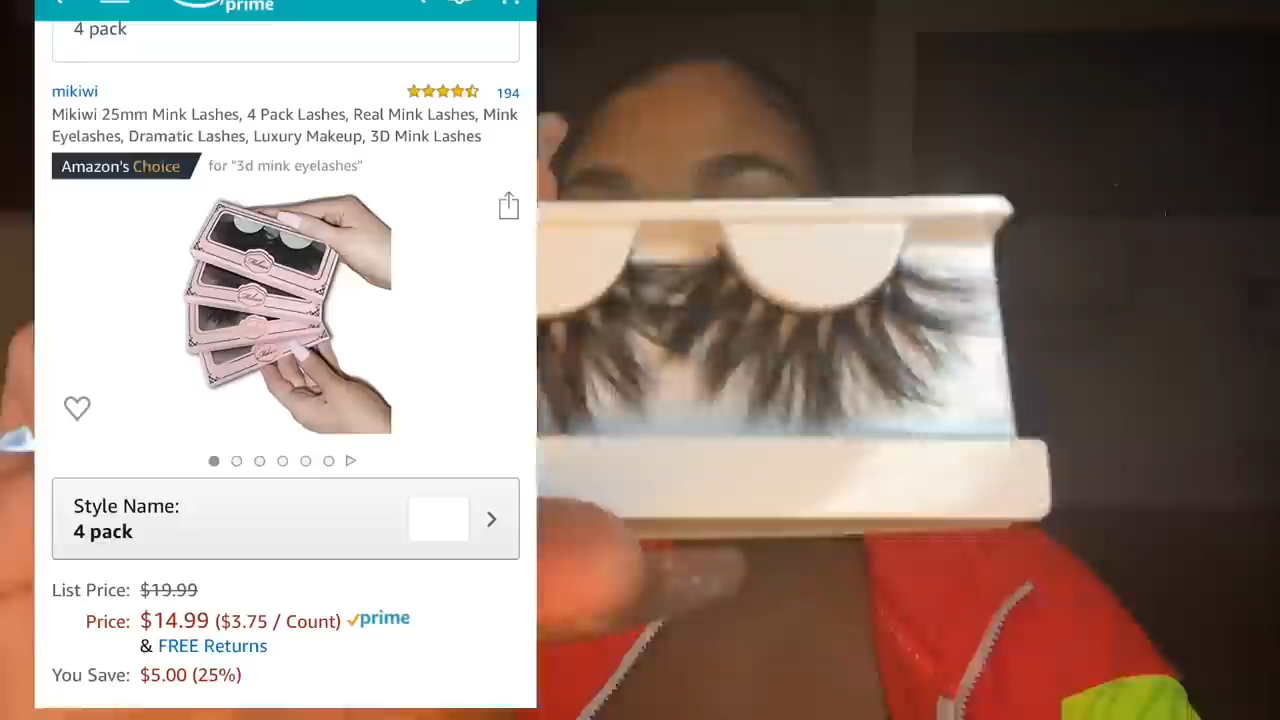 prime
4 pack
mikiwi
194
Mikiwi 25mm Mink Lashes, 4 Pack Lashes, Real Mink Lashes, Mink
Eyelashes, Dramatic Lashes, Luxury Makeup, 3D Mink Lashes
Amazon's Choice for "3d mink eyelashes"
Style Name:
4 pack
List Price: $19.99
Price: $14.99 ($3.75 / Count) prime
& FREE Returns
You Save: $5.00 (25%)